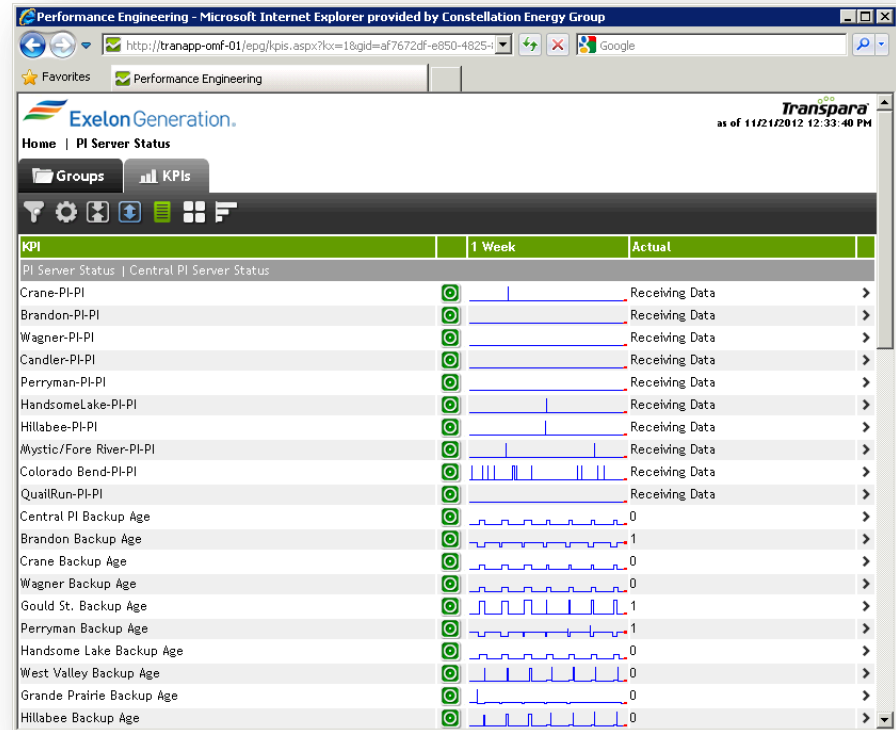 Performance Engineering - Microsoft Internet Explorer provided by Constellation Energy Group
http://tranapp-omf-01/epg/kpis.aspx?kx=1&gid=af7672df-e850-4825-
Google
Favorites
Performance Engineering
Exelon Generation.
Transpara
as of 11/21/2012 12:33:40 PM
Home | PI Server Status
Groups
KPIs
KPI 1 Week Actual
PI Server Status | Central PI Server Status
Crane-PI-PI Receiving Data
Brandon-PI-PI Receiving Data
Wagner-PI-PI Receiving Data
Candler-PI-PI Receiving Data
Perryman-PI-PI Receiving Data
HandsomeLake-PI-PI Receiving Data
Hillabee-PI-PI Receiving Data
Mystic/Fore River-PI-PI Receiving Data
Colorado Bend-PI-PI Receiving Data
QuailRun-PI-PI Receiving Data
Central PI Backup Age 0
Brandon Backup Age 1
Crane Backup Age 0
Wagner Backup Age 0
Gould St. Backup Age 1
Perryman Backup Age 1
Handsome Lake Backup Age 0
West Valley Backup Age 0
Grande Prairie Backup Age 0
Hillabee Backup Age 0